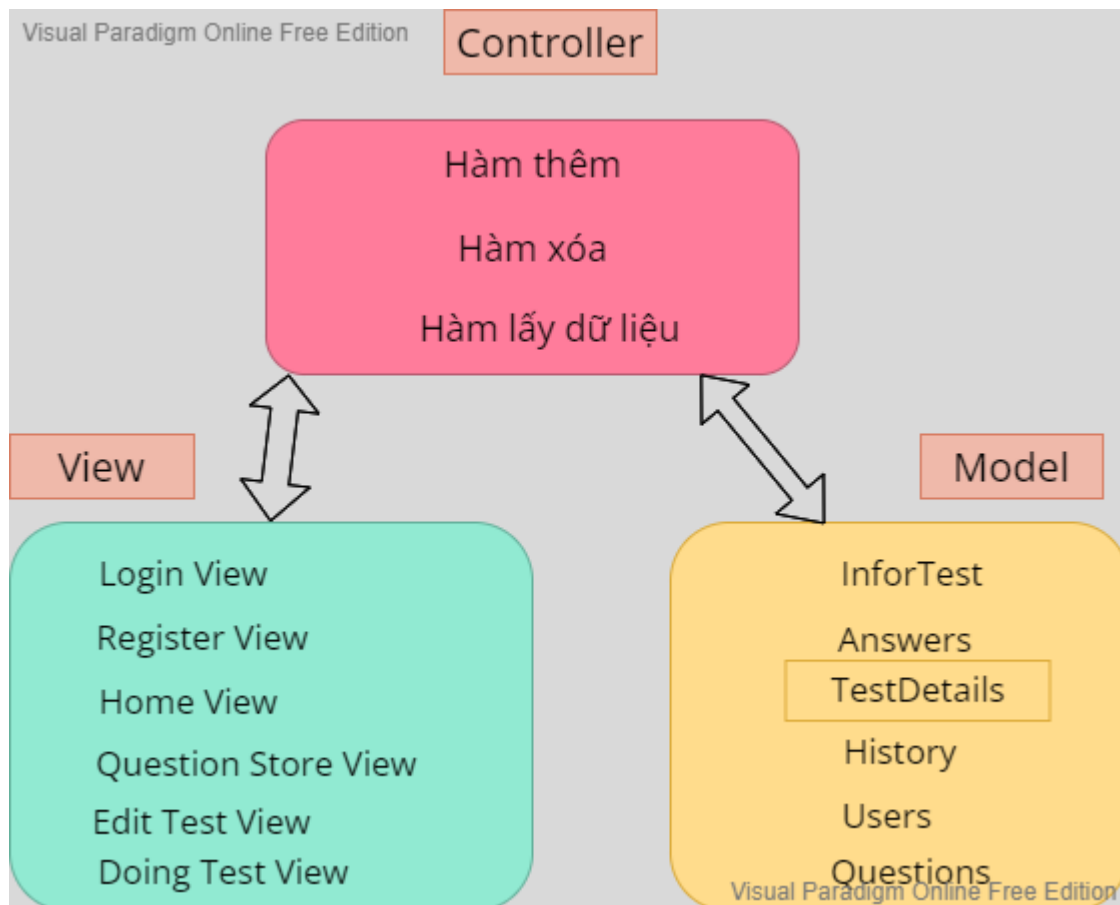 Visual Paradigm Online Free Edition
Controller
Hàm thêm
Hàm xóa
Hàm lấy dữ liệu
View
Login View
Register View
Home View
Question Store View
Edit Test View
Doing Test View
Model
InforTest
Answers
TestDetails
History
Users
Questions
Visual Paradigm Online Free Edition